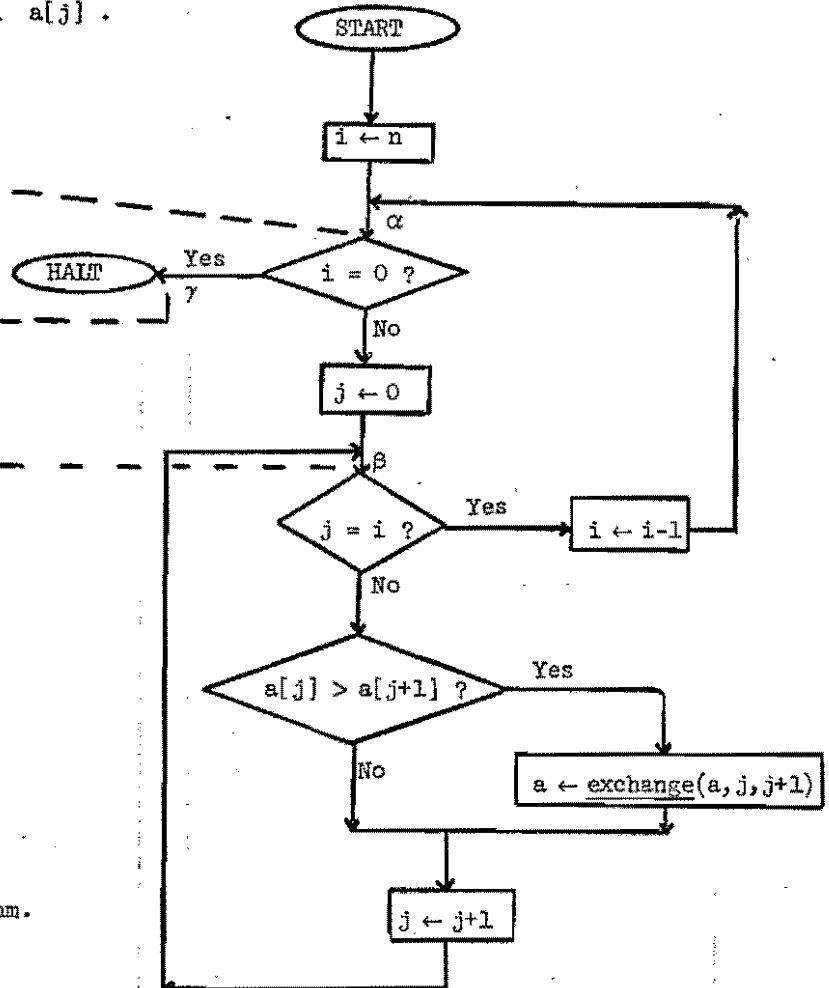 . a[j] .
START
i ← n
α
i = 0 ?
Yes
HALT
γ
No
j ← 0
β
j = i ?
Yes
i ← i-1
No
a[j] > a[j+1] ?
Yes
No
a ← exchange(a,j,j+1)
j ← j+1
am.